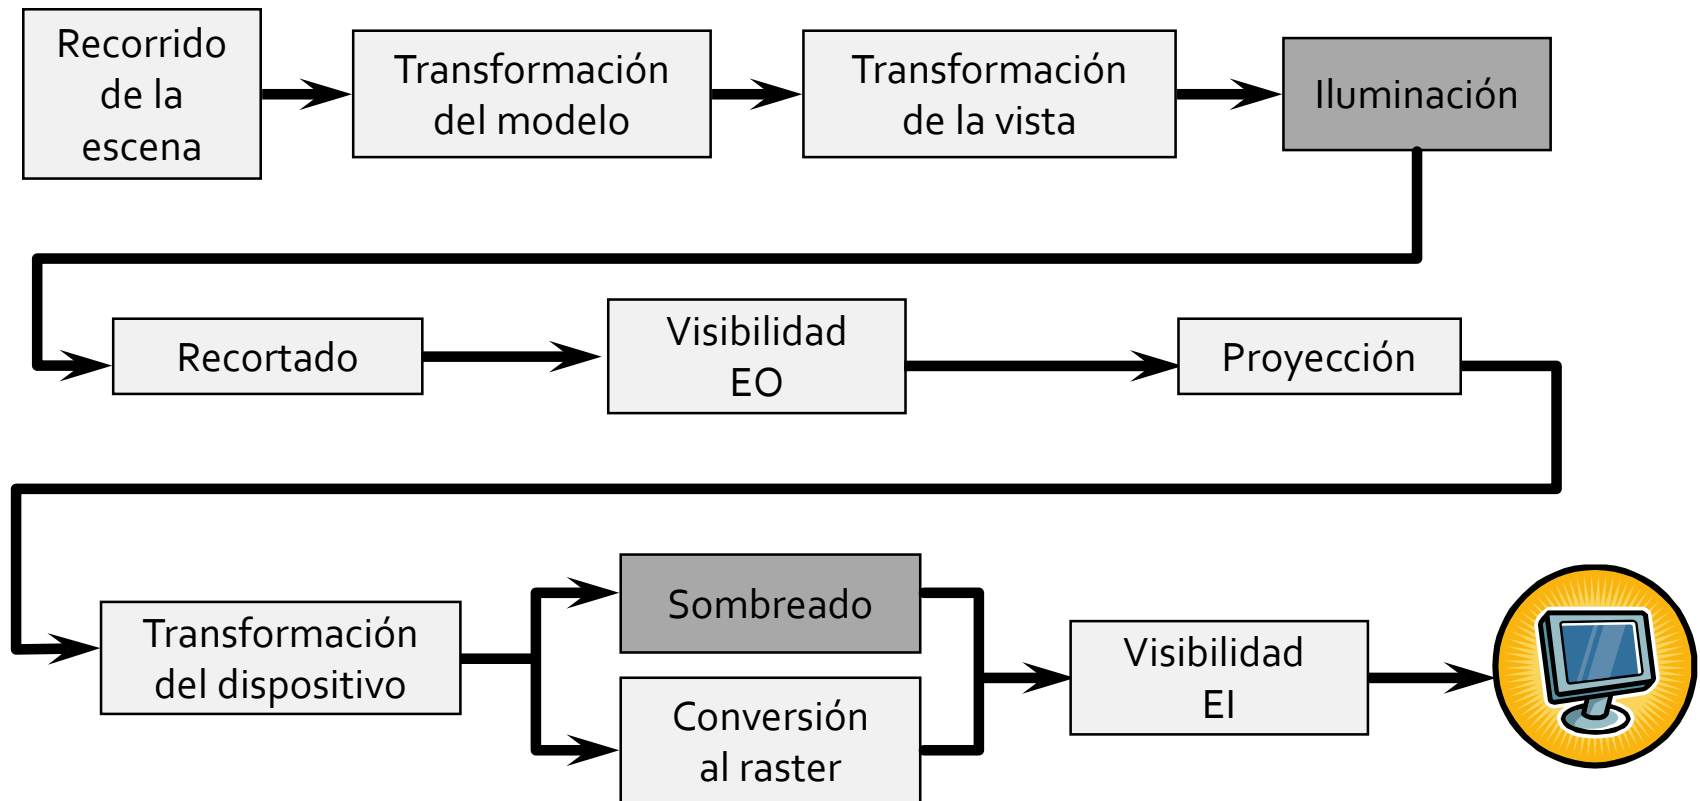 Recorrido
de la
escena
Transformación
del modelo
Transformación
de la vista
Iluminación
Recortado
Visibilidad
EO
Proyección
Transformación
del dispositivo
Sombreado
Conversión
al raster
Visibilidad
EI